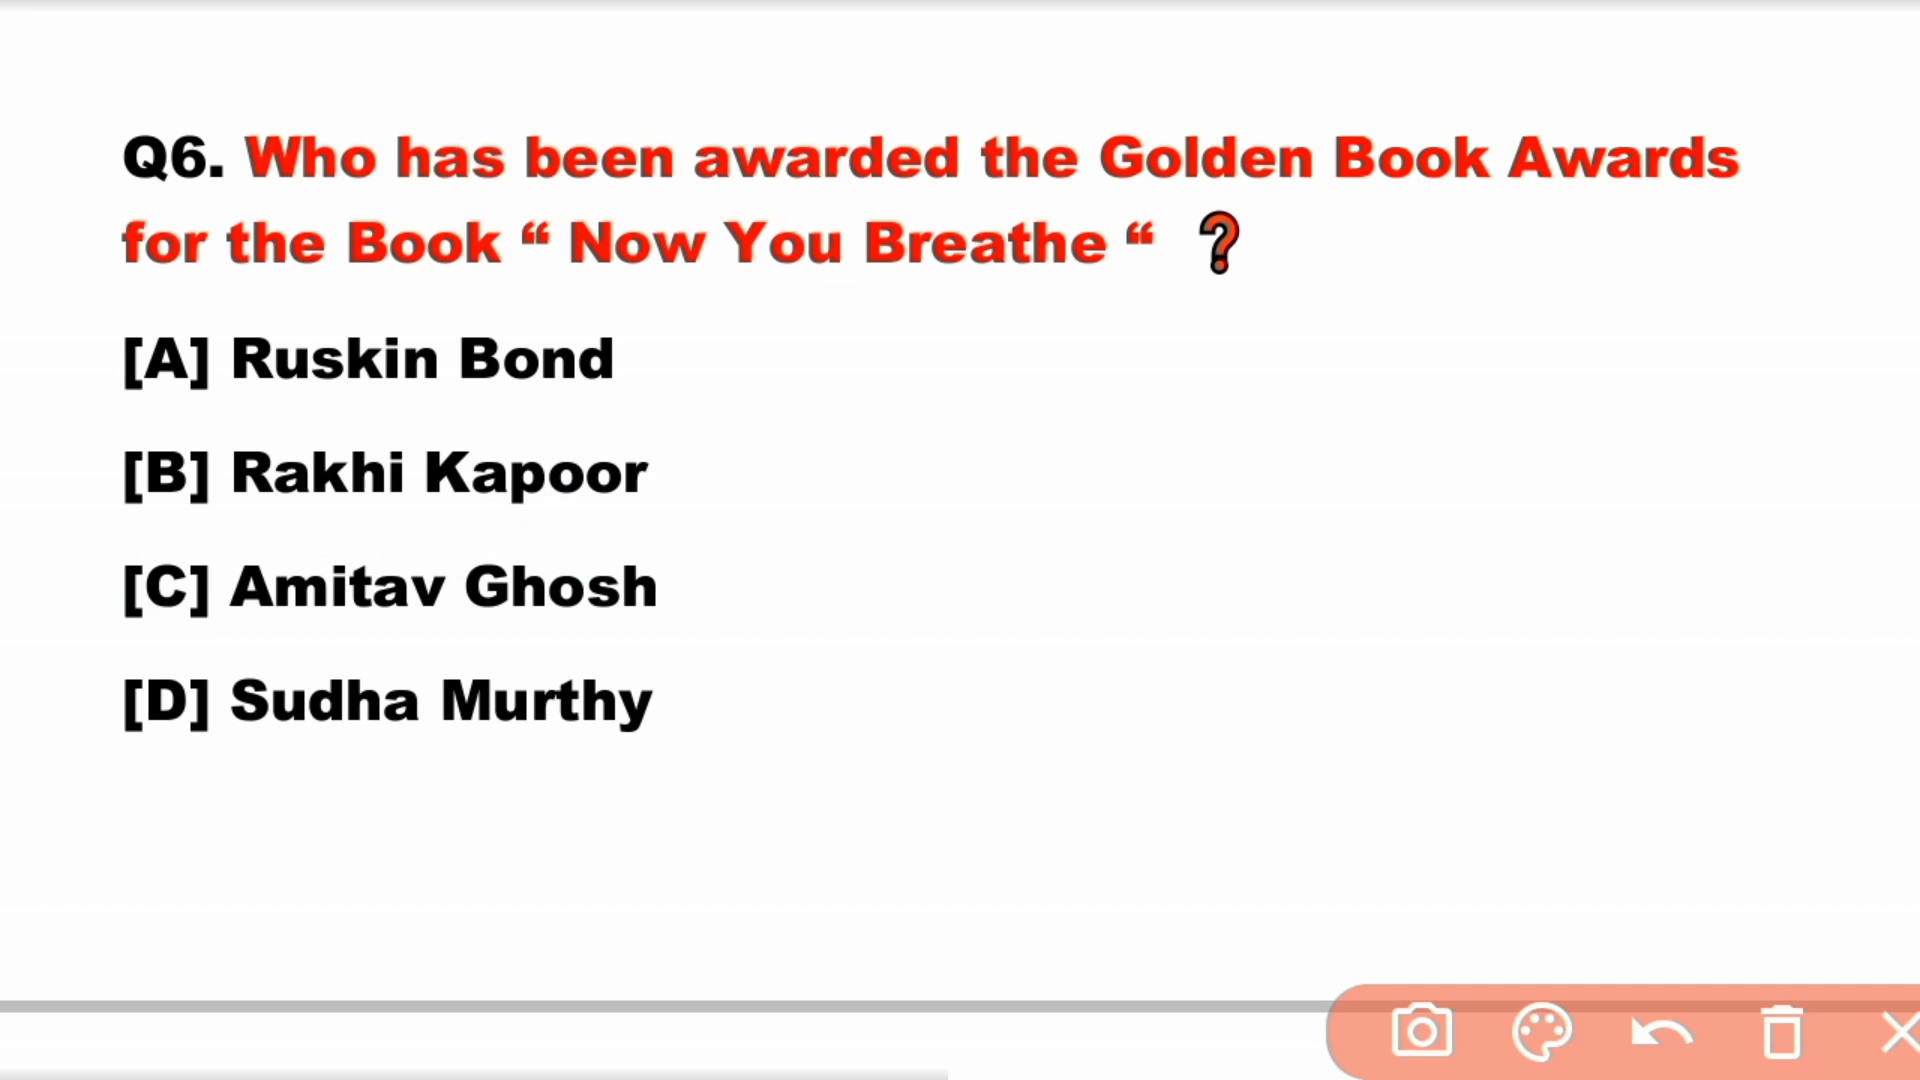 Q6. Who has been awarded the Golden Book Awards
for the Book “ Now You Breathe “ ❓
[A] Ruskin Bond
[B] Rakhi Kapoor
[C] Amitav Ghosh
[D] Sudha Murthy